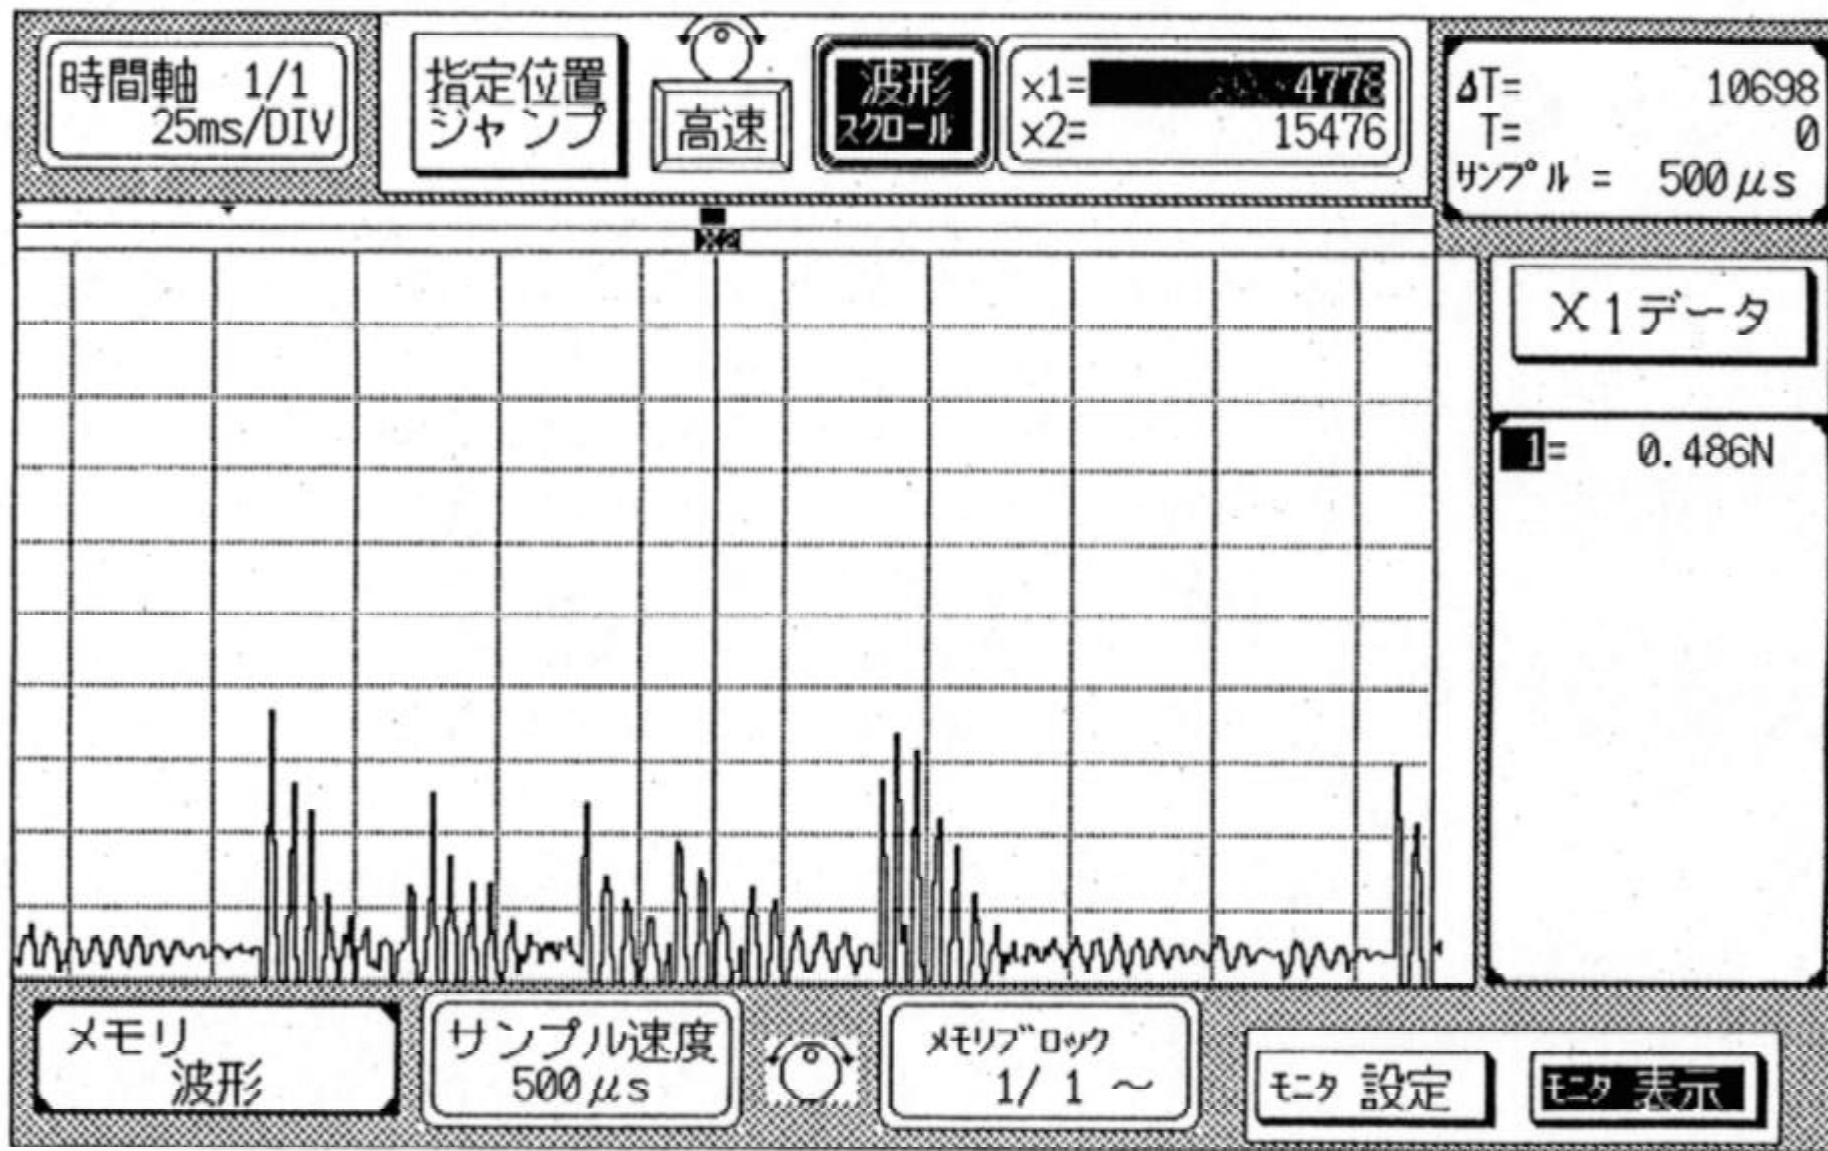 時間軸 1/1
25ms/DIV
指定位置
ジャンプ
高速
波形
スクロール
x1= 4778
x2= 15476
ΔT= 10698
T= 0
サンプル = 500μs
X2
X1データ
1= 0.486N
メモリ
波形
サンプル速度
500μs
メモリブロック
1/ 1 ～
モニタ 設定
モニタ 表示